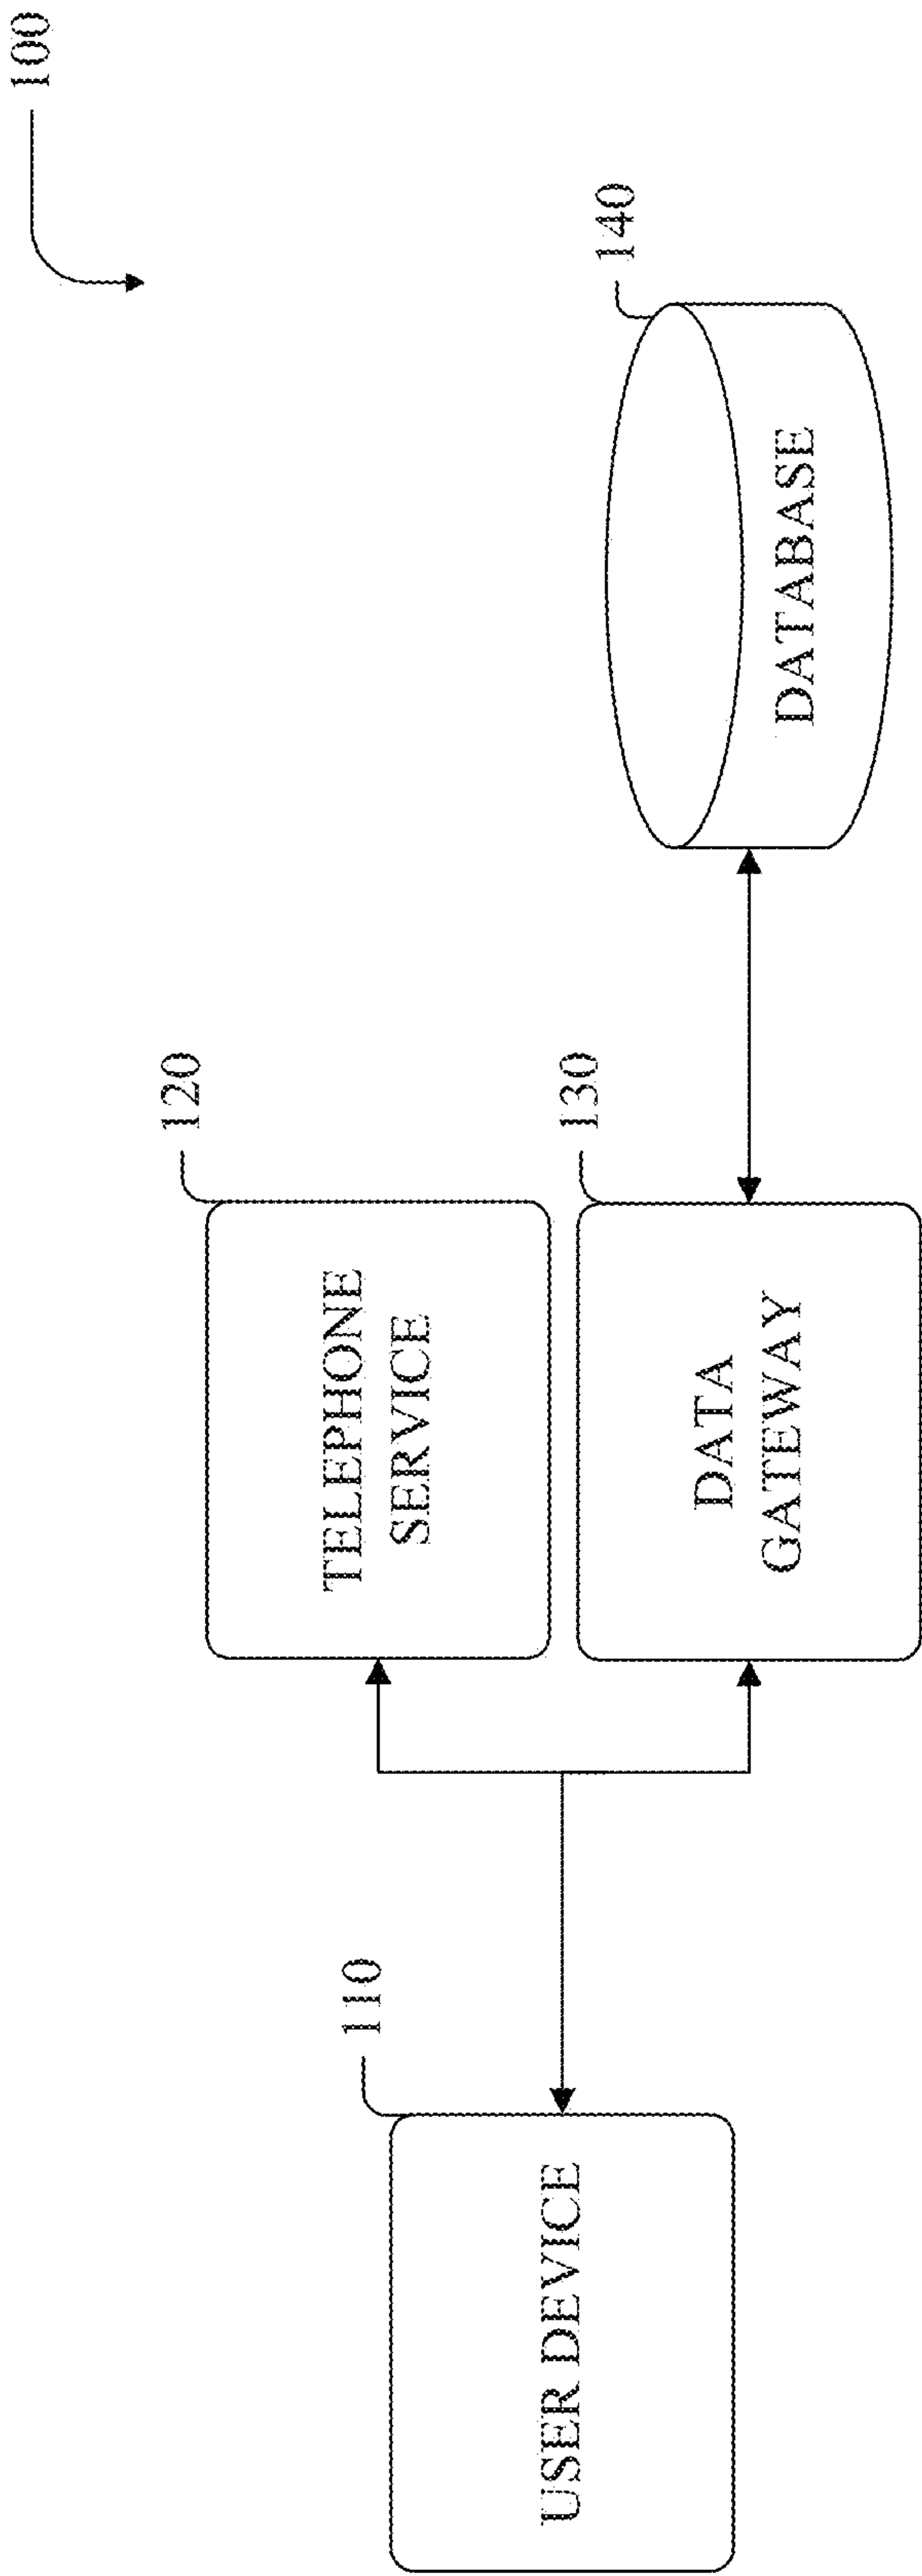 100
110
USER DEVICE
120
TELEPHONE
SERVICE
130
DATA
GATEWAY
140
DATABASE